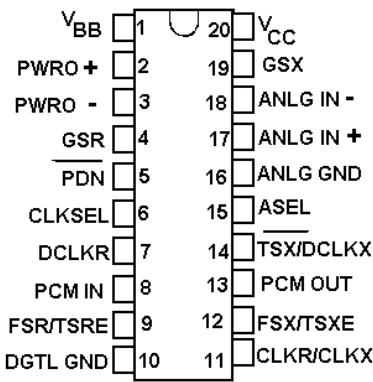 VBB 1 20 VCC
PWRO + 2 19 GSX
PWRO - 3 18 ANLG IN -
GSR 4 17 ANLG IN +
PDN 5 16 ANLG GND
CLKSEL 6 15 ASEL
DCLKR 7 14 TSX/DCLKX
PCM IN 8 13 PCM OUT
FSR/TSRE 9 12 FSX/TSXE
DGTL GND 10 11 CLKR/CLKX